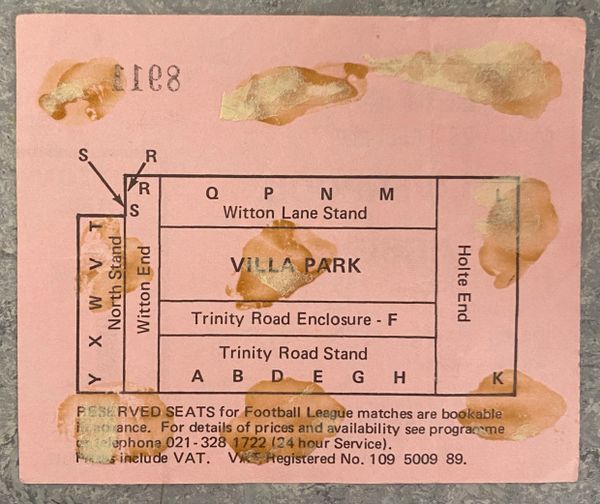 8911
S R
R
S
Q P N M L
Witton Lane Stand
Y X W V T
North Stand
Witton End
VILLA PARK
Holte End
Trinity Road Enclosure - F
Trinity Road Stand
A B D E G H K
RESERVED SEATS for Football League matches are bookable
in advance. For details of prices and availability see programme
or telephone 021-328 1722 (24 hour Service).
Prices include VAT. VAT Registered No. 109 5009 89.